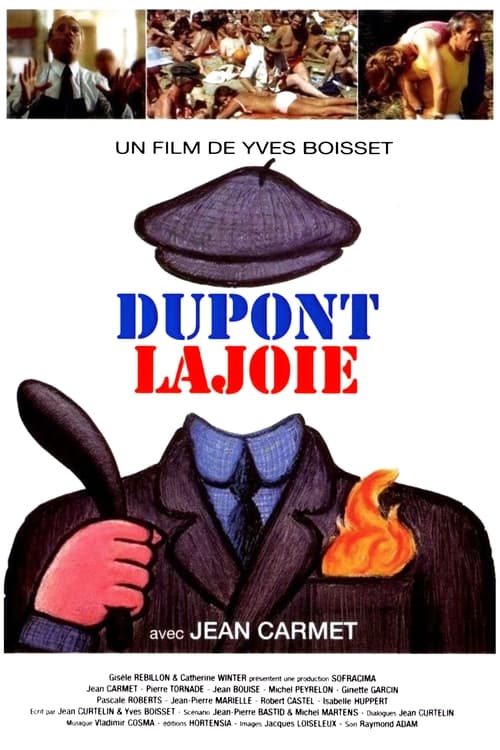 UN FILM DE YVES BOISSET
DUPONT
LAJOIE
avec JEAN CARMET
Gisèle REBILLON & Catherine WINTER présentent une production SOFRACIMA
Jean CARMET - Pierre TORNADE - Jean BOUISE - Michel PEYRELON - Ginette GARCIN
Pascale ROBERTS - Jean-Pierre MARIELLE - Robert CASTEL - Isabelle HUPPERT
Ecrit par Jean CURTELIN & Yves BOISSET - Scénario Jean-Pierre BASTID & Michel MARTENS - Dialogues Jean CURTELIN
Musique Vladimir COSMA - éditions HORTENSIA - Images Jacques LOISELEUX - Son Raymond ADAM